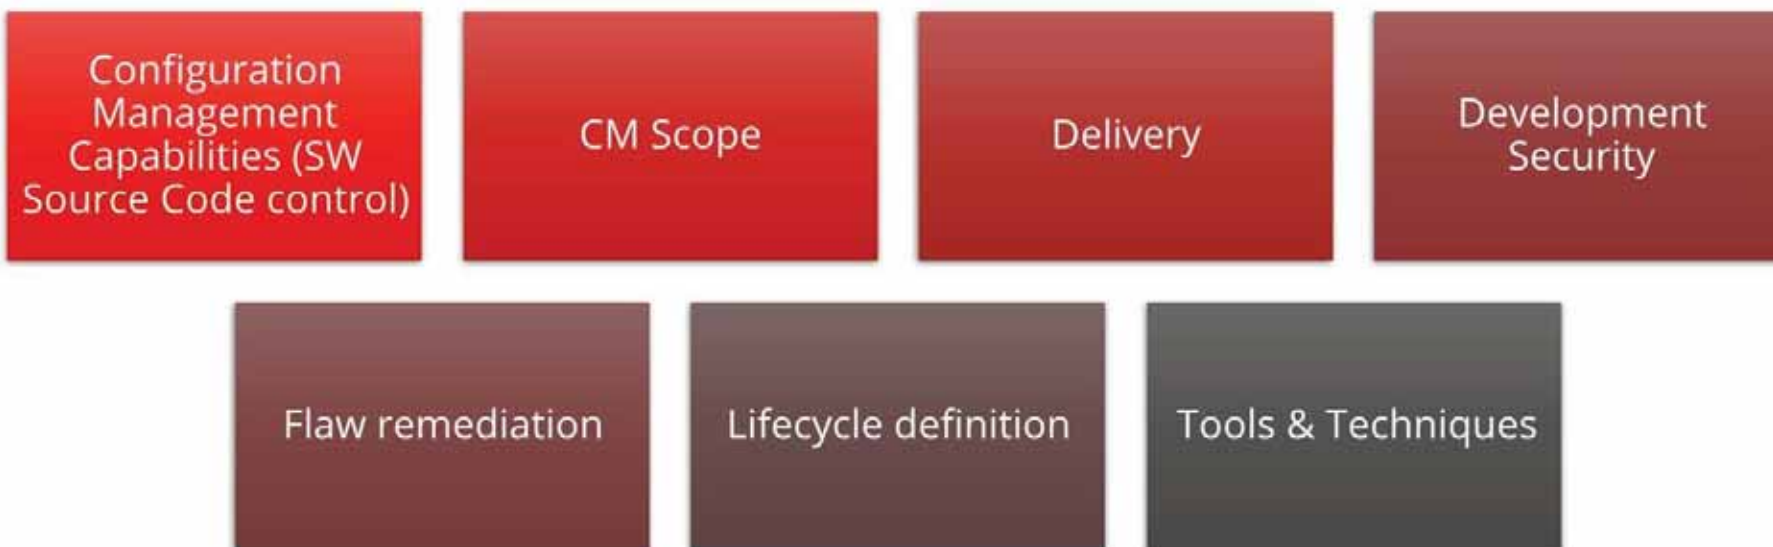 Configuration
Management
Capabilities (SW
Source Code control)
CM Scope
Delivery
Development
Security
Flaw remediation
Lifecycle definition
Tools & Techniques